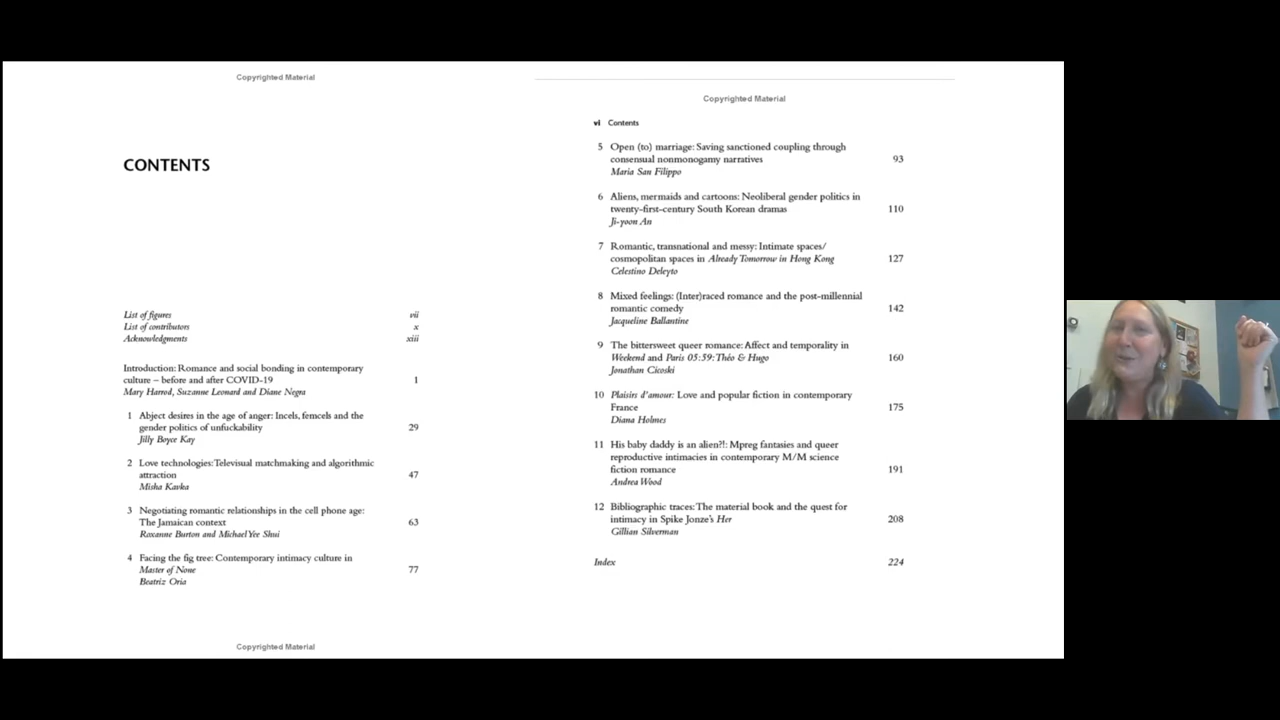 Copyrighted Material
CONTENTS
List of figures vii
List of contributors x
Acknowledgments xiii
Introduction: Romance and social bonding in contemporary
culture – before and after COVID-19 1
Mary Harrod, Suzanne Leonard and Diane Negra
1 Abject desires in the age of anger: Incels, femcels and the
gender politics of unfuckability 29
Jilly Boyce Kay
2 Love technologies: Televisual matchmaking and algorithmic
attraction 47
Misha Kavka
3 Negotiating romantic relationships in the cell phone age:
The Jamaican context 63
Roxanne Burton and Michael Yee Shui
4 Facing the fig tree: Contemporary intimacy culture in
Master of None 77
Beatriz Oria
Copyrighted Material
Copyrighted Material
vi Contents
5 Open (to) marriage: Saving sanctioned coupling through
consensual nonmonogamy narratives 93
Maria San Filippo
6 Aliens, mermaids and cartoons: Neoliberal gender politics in
twenty-first-century South Korean dramas 110
Ji-yoon An
7 Romantic, transnational and messy: Intimate spaces/
cosmopolitan spaces in Already Tomorrow in Hong Kong 127
Celestino Deleyto
8 Mixed feelings: (Inter)raced romance and the post-millennial
romantic comedy 142
Jacqueline Ballantine
9 The bittersweet queer romance: Affect and temporality in
Weekend and Paris 05:59: Théo & Hugo 160
Jonathan Cicoski
10 Plaisirs d'amour: Love and popular fiction in contemporary
France 175
Diana Holmes
11 His baby daddy is an alien?!: Mpreg fantasies and queer
reproductive intimacies in contemporary M/M science
fiction romance 191
Andrea Wood
12 Bibliographic traces: The material book and the quest for
intimacy in Spike Jonze's Her 208
Gillian Silverman
Index 224